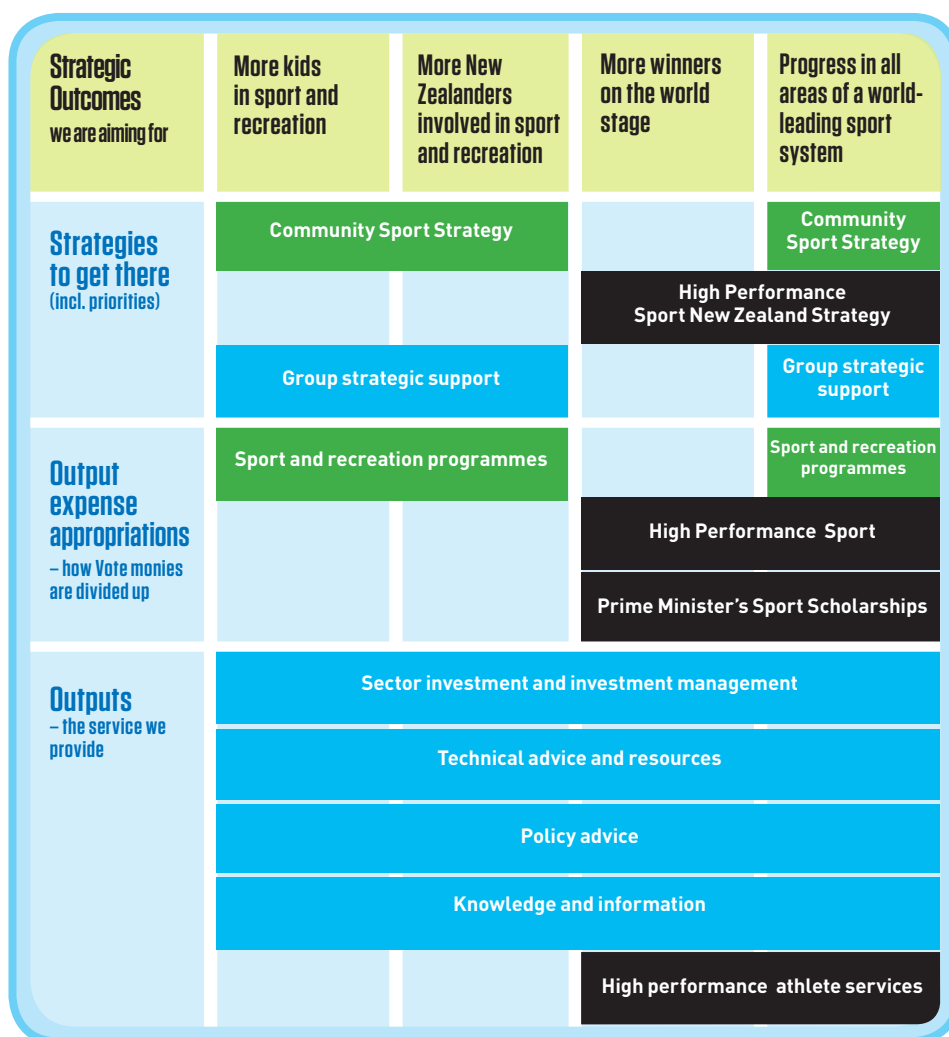 Strategic
Outcomes
we are aiming for
More kids
in sport and
recreation
More New
Zealanders
involved in sport
and recreation
More winners
on the world
stage
Progress in all
areas of a world-
leading sport
system
Strategies
to get there
(incl. priorities)
Community Sport Strategy
Community
Sport Strategy
High Performance
Sport New Zealand Strategy
Group strategic support
Group strategic
support
Output
expense
appropriations
– how Vote monies
are divided up
Sport and recreation programmes
Sport and recreation
programmes
High Performance Sport
Prime Minister’s Sport Scholarships
Outputs
– the service we
provide
Sector investment and investment management
Technical advice and resources
Policy advice
Knowledge and information
High performance athlete services